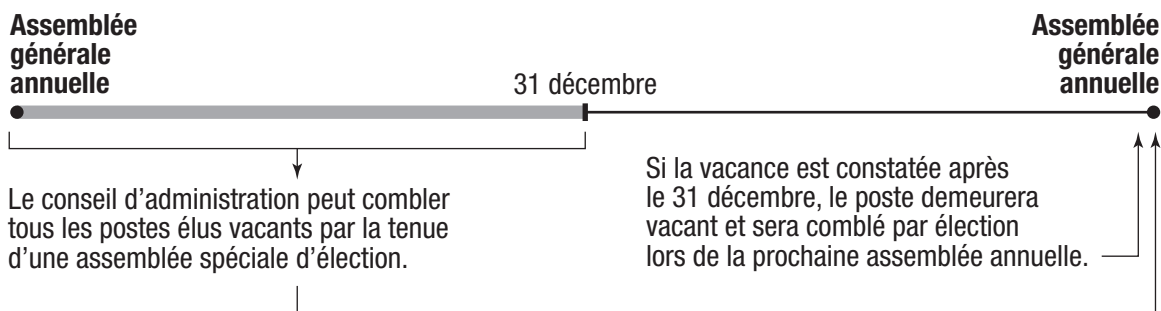 Assemblée
générale
annuelle
31 décembre
Assemblée
générale
annuelle
Le conseil d’administration peut combler
tous les postes élus vacants par la tenue
d’une assemblée spéciale d’élection.
Si la vacance est constatée après
le 31 décembre, le poste demeurera
vacant et sera comblé par élection
lors de la prochaine assemblée annuelle.